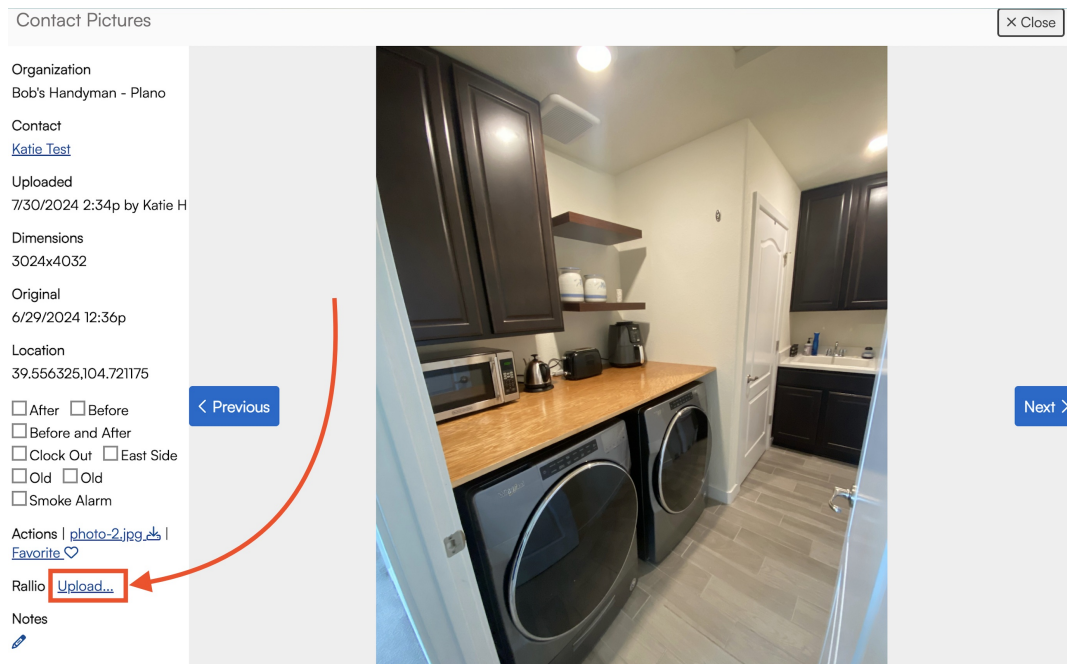 Contact Pictures
× Close
Organization
Bob's Handyman - Plano
Contact
Katie Test
Uploaded
7/30/2024 2:34p by Katie H
Dimensions
3024x4032
Original
6/29/2024 12:36p
Location
39.556325,104.721175
After Before
Before and After
Clock Out East Side
Old Old
Smoke Alarm
Actions | photo-2.jpg |
Favorite
Rallio Upload...
Notes
< Previous
Next >